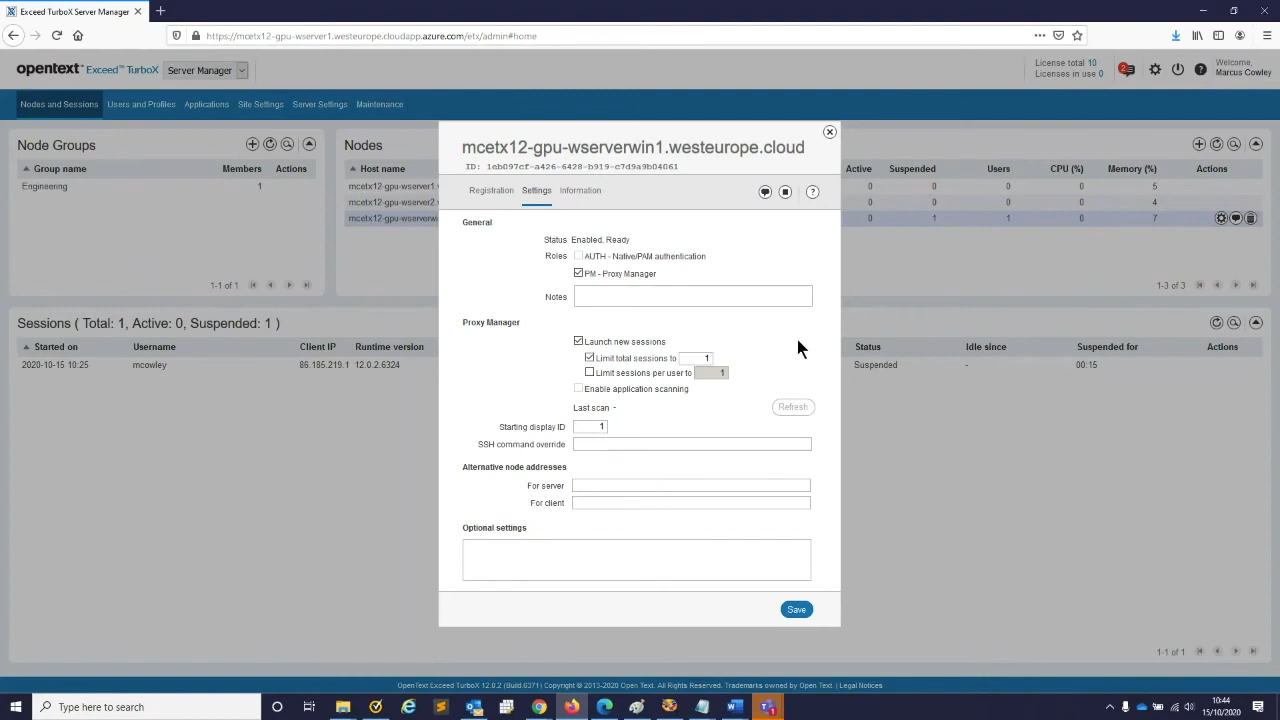 Exceed TurboX Server Manager
https://mcetx12-gpu-wserver1.westeurope.cloudapp.azure.com/etx/admin#home
opentext Exceed TurboX Server Manager
License total 10
Licenses in use 0
2
Welcome,
Marcus Cowley
Nodes and Sessions Users and Profiles Applications Site Settings Server Settings Maintenance
Node Groups
Group name Members Actions
Engineering 1
1-1 of 1
Nodes
Host name Active Suspended Users CPU (%) Memory (%) Actions
mcetx12-gpu-wserver1. 0 0 0 0 5
mcetx12-gpu-wserver2. 0 0 0 0 4
mcetx12-gpu-wserverw 0 1 1 0 7
1-3 of 3
Sessions ( Total: 1, Active: 0, Suspended: 1 )
Started on Username Client IP Runtime version Status Idle since Suspended for Actions
2020-10-15 10:25 mcowley 86.185.219.1 12.0.2.6324 Suspended - 00:15
1-1 of 1
mcetx12-gpu-wserverwin1.westeurope.cloud
ID: 1eb097cf-a426-6428-b919-c7d9a9b04061
Registration Settings Information
General
Status Enabled, Ready
Roles AUTH - Native/PAM authentication
PM - Proxy Manager
Notes
Proxy Manager
Launch new sessions
Limit total sessions to 1
Limit sessions per user to 1
Enable application scanning
Last scan - Refresh
Starting display ID 1
SSH command override
Alternative node addresses
For server
For client
Optional settings
Save
OpenText Exceed TurboX 12.0.2 (Build:6371) Copyright © 2013-2020 Open Text. All Rights Reserved. Trademarks owned by Open Text. | Legal Notices
Type here to search
10:44
15/10/2020